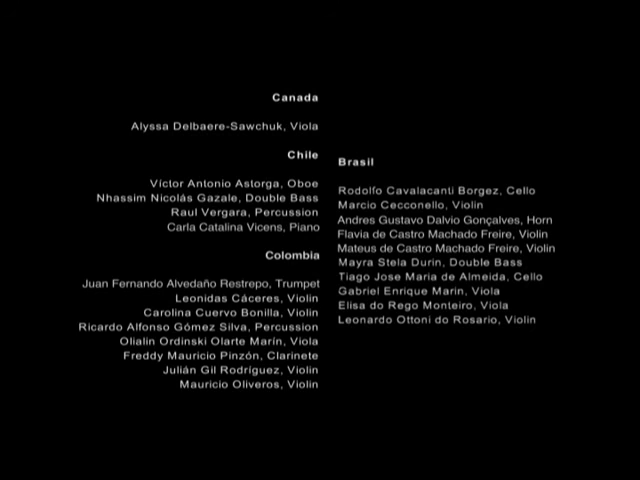 Canada
Alyssa Delbaere-Sawchuk, Viola
Chile
Víctor Antonio Astorga, Oboe
Nhassim Nicolás Gazale, Double Bass
Raul Vergara, Percussion
Carla Catalina Vicens, Piano
Colombia
Juan Fernando Alvedaño Restrepo, Trumpet
Leonidas Cáceres, Violin
Carolina Cuervo Bonilla, Violin
Ricardo Alfonso Gómez Silva, Percussion
Olialin Ordinski Olarte Marín, Viola
Freddy Mauricio Pinzón, Clarinete
Julián Gil Rodríguez, Violin
Mauricio Oliveros, Violin
Brasil
Rodolfo Cavalacanti Borgez, Cello
Marcio Cecconello, Violin
Andres Gustavo Dalvio Gonçalves, Horn
Flavia de Castro Machado Freire, Violin
Mateus de Castro Machado Freire, Violin
Mayra Stela Durin, Double Bass
Tiago Jose Maria de Almeida, Cello
Gabriel Enrique Marin, Viola
Elisa do Rego Monteiro, Viola
Leonardo Ottoni do Rosario, Violin